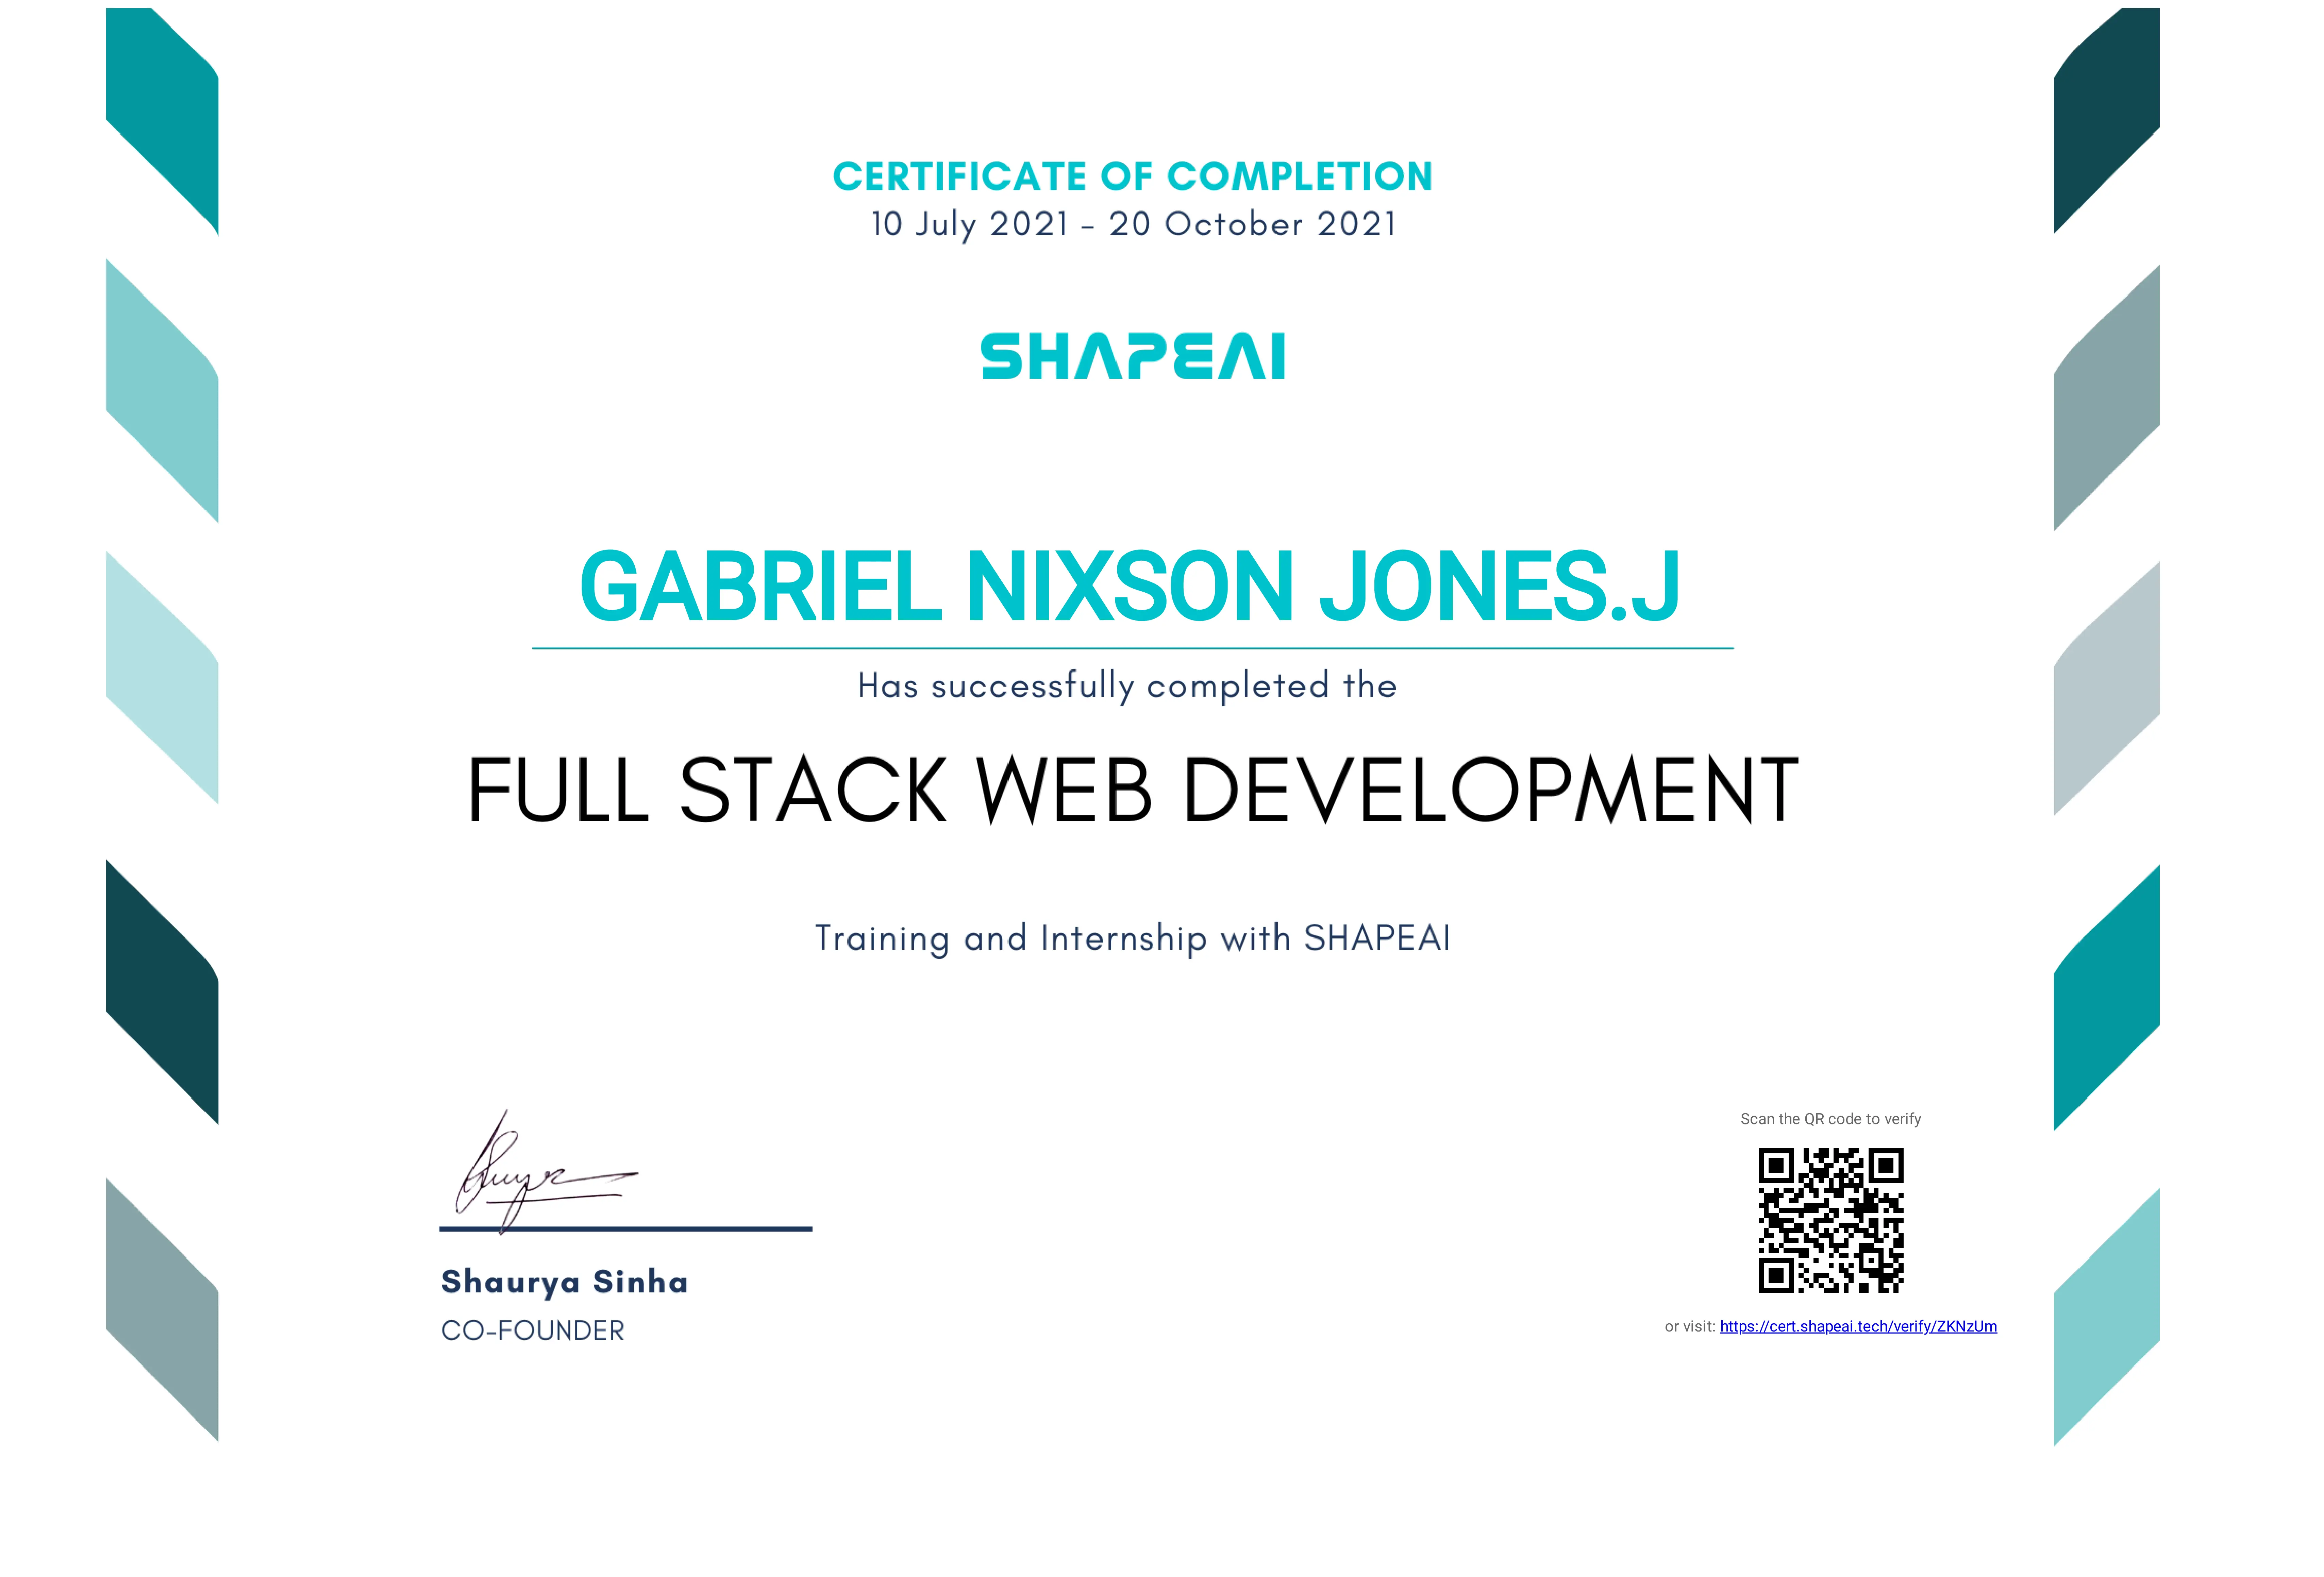 CERTIFICATE OF COMPLETION
10 July 2021 - 20 October 2021
SHAPEAI
GABRIEL NIXSON JONES.J
Has successfully completed the
FULL STACK WEB DEVELOPMENT
Training and Internship with SHAPEAI
Shaurya Sinha
CO-FOUNDER
Scan the QR code to verify
or visit: https://cert.shapeai.tech/verify/ZKNzUm